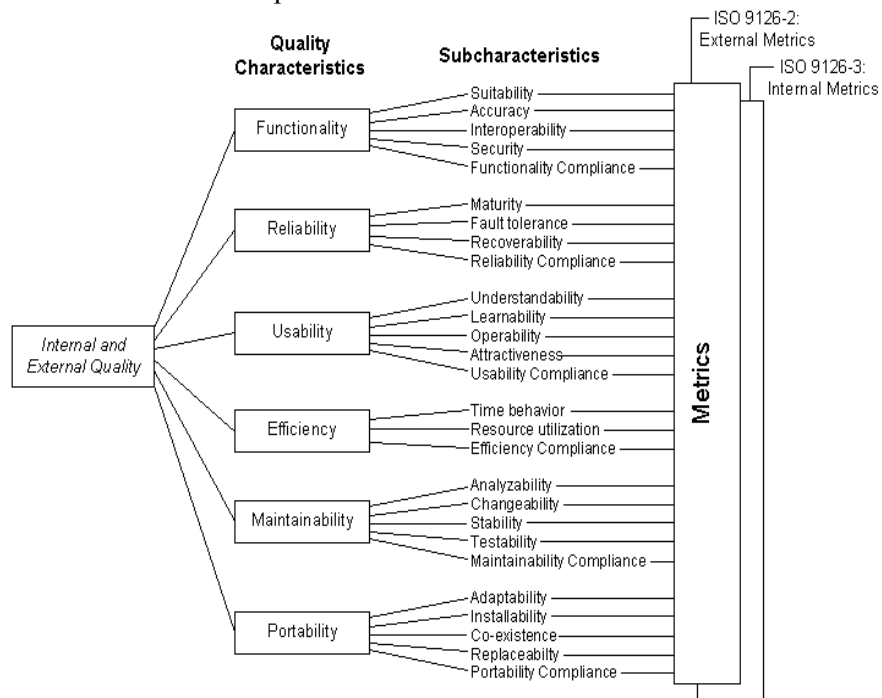 ISO 9126-2:
External Metrics
ISO 9126-3:
Internal Metrics
Quality
Characteristics
Subcharacteristics
Internal and
External Quality
Functionality
Suitability
Accuracy
Interoperability
Security
Functionality Compliance
Reliability
Maturity
Fault tolerance
Recoverability
Reliability Compliance
Usability
Understandability
Learnability
Operability
Attractiveness
Usability Compliance
Efficiency
Time behavior
Resource utilization
Efficiency Compliance
Maintainability
Analyzability
Changeability
Stability
Testability
Maintainability Compliance
Portability
Adaptability
Installability
Co-existence
Replaceabilty
Portability Compliance
Metrics